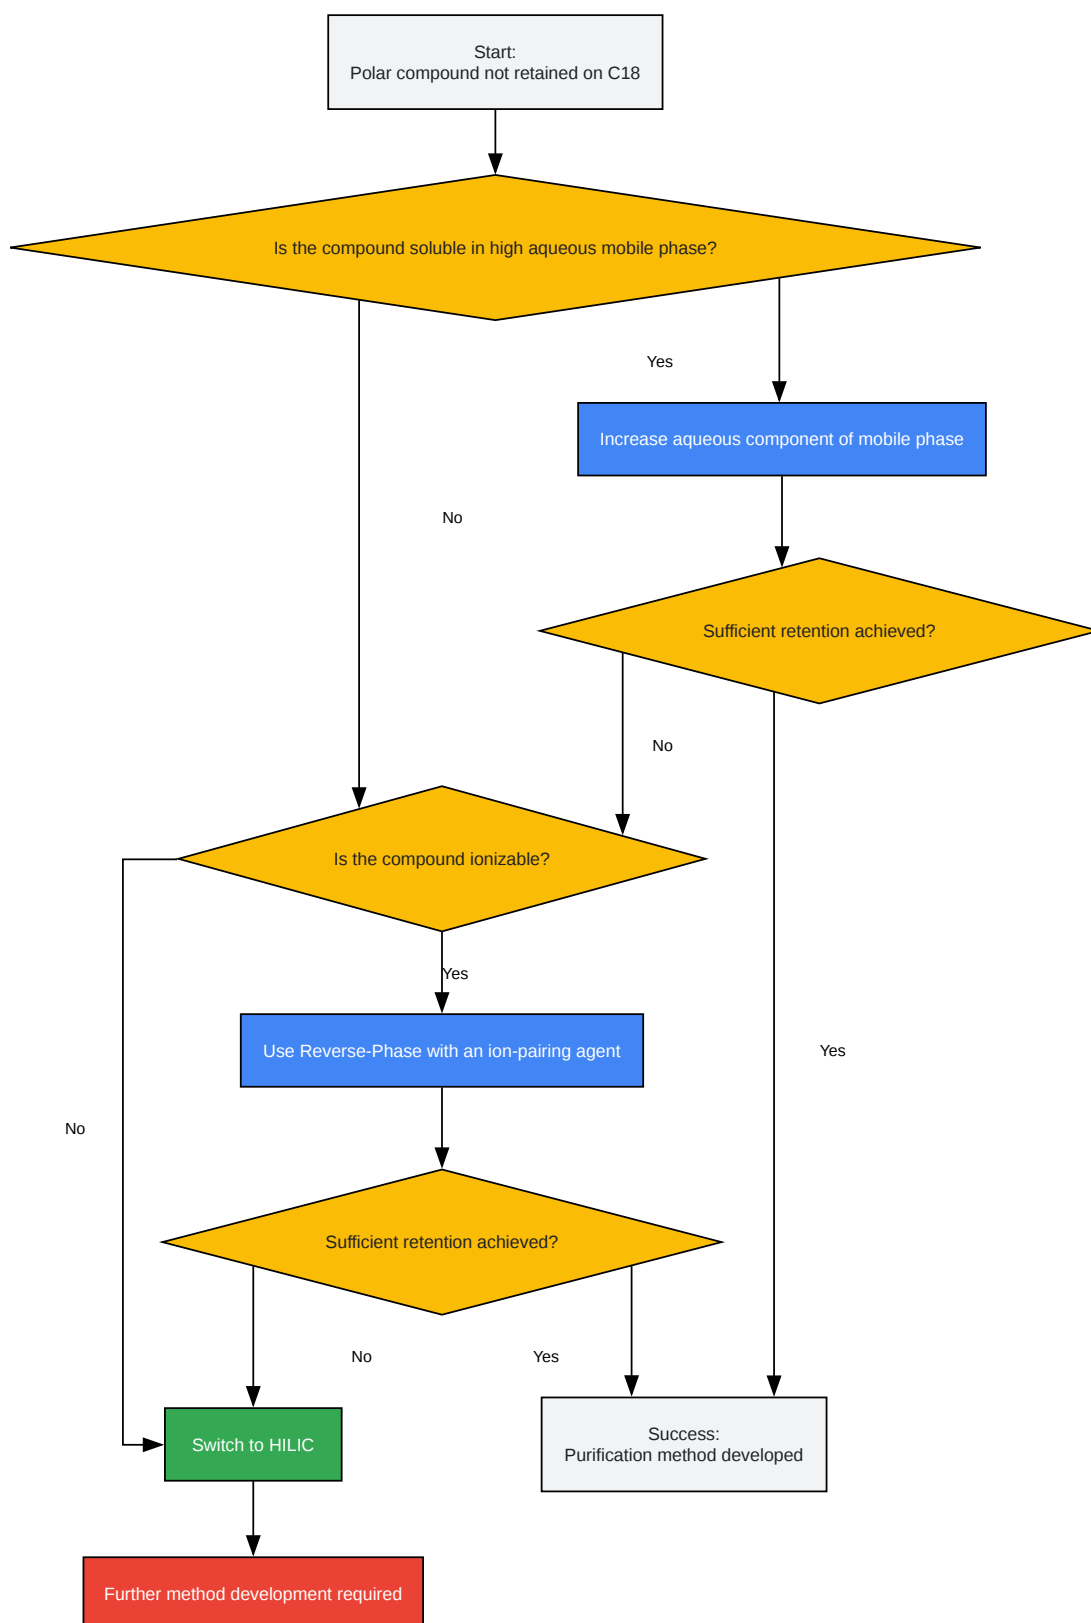 Start:
Polar compound not retained on C18
Is the compound soluble in high aqueous mobile phase?
Yes
Increase aqueous component of mobile phase
No
Sufficient retention achieved?
No
Is the compound ionizable?
Yes
Use Reverse-Phase with an ion-pairing agent
Yes
No
Sufficient retention achieved?
No
Yes
Success:
Purification method developed
Switch to HILIC
Further method development required